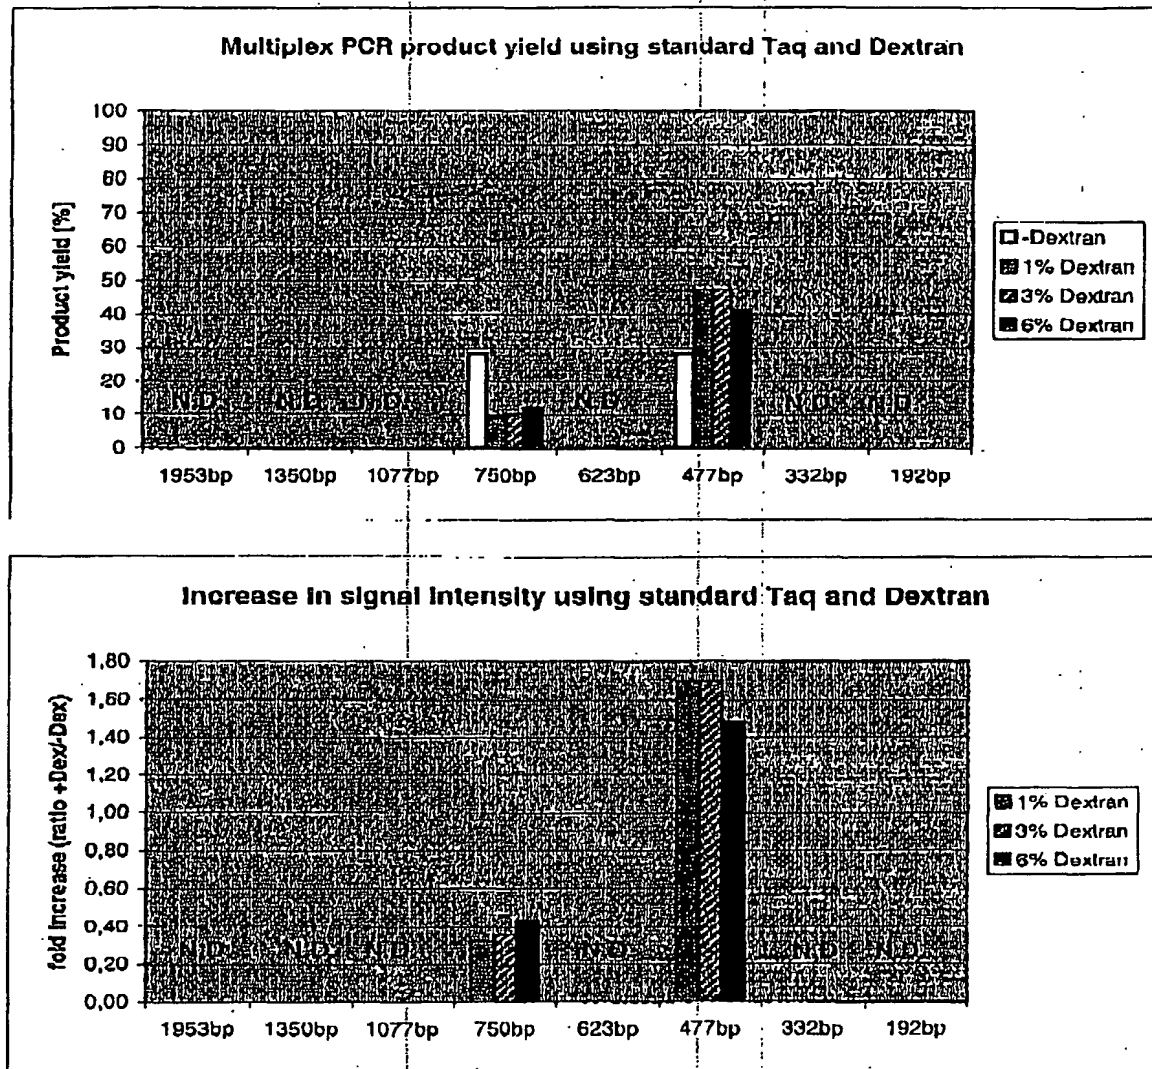 Multiplex PCR product yield using standard Taq and Dextran
Product yield [%]
100
90
80
70
60
50
40
30
20
10
0
N.D. N.D. N.D. N.D. N.D. N.D.
1953bp 1350bp 1077bp 750bp 623bp 477bp 332bp 192bp
-Dextran
1% Dextran
3% Dextran
6% Dextran
Increase in signal intensity using standard Taq and Dextran
fold increase (ratio +Dex/-Dex)
1,80
1,60
1,40
1,20
1,00
0,80
0,60
0,40
0,20
0,00
N.D. N.D. N.D. N.D. N.D. N.D.
1953bp 1350bp 1077bp 750bp 623bp 477bp 332bp 192bp
1% Dextran
3% Dextran
6% Dextran